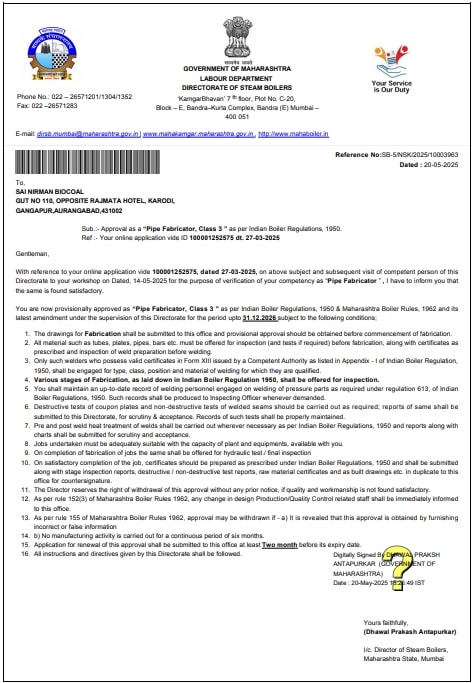 GOVERNMENT OF MAHARASHTRA
LABOUR DEPARTMENT
DIRECTORATE OF STEAM BOILERS
Your Service
is Our Duty
Phone No.: 022 – 26571201/1304/1352
Fax: 022 –26571283
'KamgarBhavan' 7 th floor, Plot No. C-20,
Block – E, Bandra–Kurla Complex, Bandra (E) Mumbai –
400 051
E-mail: dirsb.mumbai@maharashtra.gov.in | www.mahakamgar.maharashtra.gov.in , http://www.mahaboiler.in
Reference No:SB-5/NSK/2025/10003963
Dated : 20-05-2025
To,
SAI NIRMAN BIOCOAL
GUT NO 110, OPPOSITE RAJMATA HOTEL, KARODI,
GANGAPUR,AURANGABAD,431002
Sub.:- Approval as a "Pipe Fabricator, Class 3 " as per Indian Boiler Regulations, 1950.
Ref :- Your online application vide ID 100001252575 dt. 27-03-2025
Gentleman,
With reference to your online application vide 100001252575, dated 27-03-2025, on above subject and subsequent visit of competent person of this
Directorate to your workshop on Dated, 14-05-2025 for the purpose of verification of your competency as "Pipe Fabricator " , I have to inform you that
the same is found satisfactory.
You are now provisionally approved as "Pipe Fabricator, Class 3 " as per Indian Boiler Regulations, 1950 & Maharashtra Boiler Rules, 1962 and its
latest amendment under the supervision of this Directorate for the period upto 31.12.2026 subject to the following conditions;
1. The drawings for Fabrication shall be submitted to this office and provisional approval should be obtained before commencement of fabrication.
2. All material such as tubes, plates, pipes, bars etc. must be offered for inspection (and tests if required) before fabrication, along with certificates as
prescribed and inspection of weld preparation before welding.
3. Only such welders who possess valid certificates in Form XIII issued by a Competent Authority as listed in Appendix - I of Indian Boiler Regulation,
1950, shall be engaged for type, class, position and material of welding for which they are qualified.
4. Various stages of Fabrication, as laid down in Indian Boiler Regulation 1950, shall be offered for inspection.
5. You shall maintain an up-to-date record of welding personnel engaged on welding of pressure parts as required under regulation 613, of Indian
Boiler Regulations, 1950. Such records shall be produced to Inspecting Officer whenever demanded.
6. Destructive tests of coupon plates and non-destructive tests of welded seams should be carried out as required; reports of same shall be
submitted to this Directorate, for scrutiny & acceptance. Records of such tests shall be properly maintained.
7. Pre and post weld heat treatment of welds shall be carried out wherever necessary as per Indian Boiler Regulations, 1950 and reports along with
charts shall be submitted for scrutiny and acceptance.
8. Jobs undertaken must be adequately suitable with the capacity of plant and equipments, available with you.
9. On completion of fabrication of jobs the same shall be offered for hydraulic test./ final inspection
10. On satisfactory completion of the job, certificates should be prepared as prescribed under Indian Boiler Regulations, 1950 and shall be submitted
along with stage inspection reports, destructive / non-destructive test reports, raw material certificates and as built drawings etc. in duplicate to this
office for countersignature.
11. The Director reserves the right of withdrawal of this approval without any prior notice, if quality and workmanship is not found satisfactory.
12. As per rule 152(3) of Maharashtra Boiler Rules 1962, any change in design Production/Quality Control related staff shall be immediately informed
to this office.
13. As per rule 155 of Maharashtra Boiler Rules 1962, approval may be withdrawn if - a) It is revealed that this approval is obtained by furnishing
incorrect or false information
14. b) No manufacturing activity is carried out for a continuous period of six months.
15. Application for renewal of this approval shall be submitted to this office at least Two month before its expiry date.
16. All instructions and directives given by this Directorate shall be followed.
Digitally Signed By DHAWAL PRAKSH
ANTAPURKAR (GOVERNMENT OF
MAHARASHTRA)
Date : 20-May-2025 18:26:49 IST
Yours faithfully,
(Dhawal Prakash Antapurkar)
I/c. Director of Steam Boilers,
Maharashtra State, Mumbai